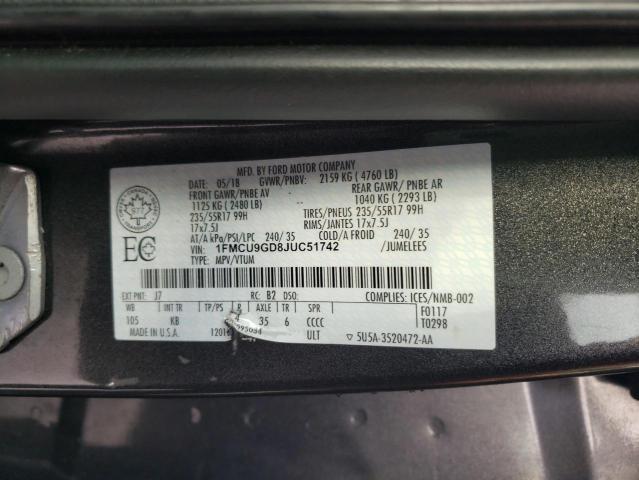 MFD. BY FORD MOTOR COMPANY
05/18 GVWR/PNBV: 2159 KG ( 4760 LB)
FRONT GAWR/ PNBE AV REAR GAWR/ PNBE AR
1125 KG ( 2480 LB) 1040 KG ( 2293 LB)
235/55R17 99H TIRES/PNEUS 235/55R17 99H
17x7.5J RIMS/JANTES 17x7.5J
AT/A kPa/PSI/LPC 240/ 35 COLD/A FROID 240/ 35
VIN: 1FMCU9GD8JUC51742 /JUMELEES
TYPE: MPV/VTUM
EC
EXT PNT: J7 RC: B2 DSO: COMPLIES: ICES/NMB-002
WB INT TR TP/PS R AXLE TR SPR F0117
105 KB 35 6 CCCC T0298
MADE IN U.S.A. ULT 5U5A-3520472-AA